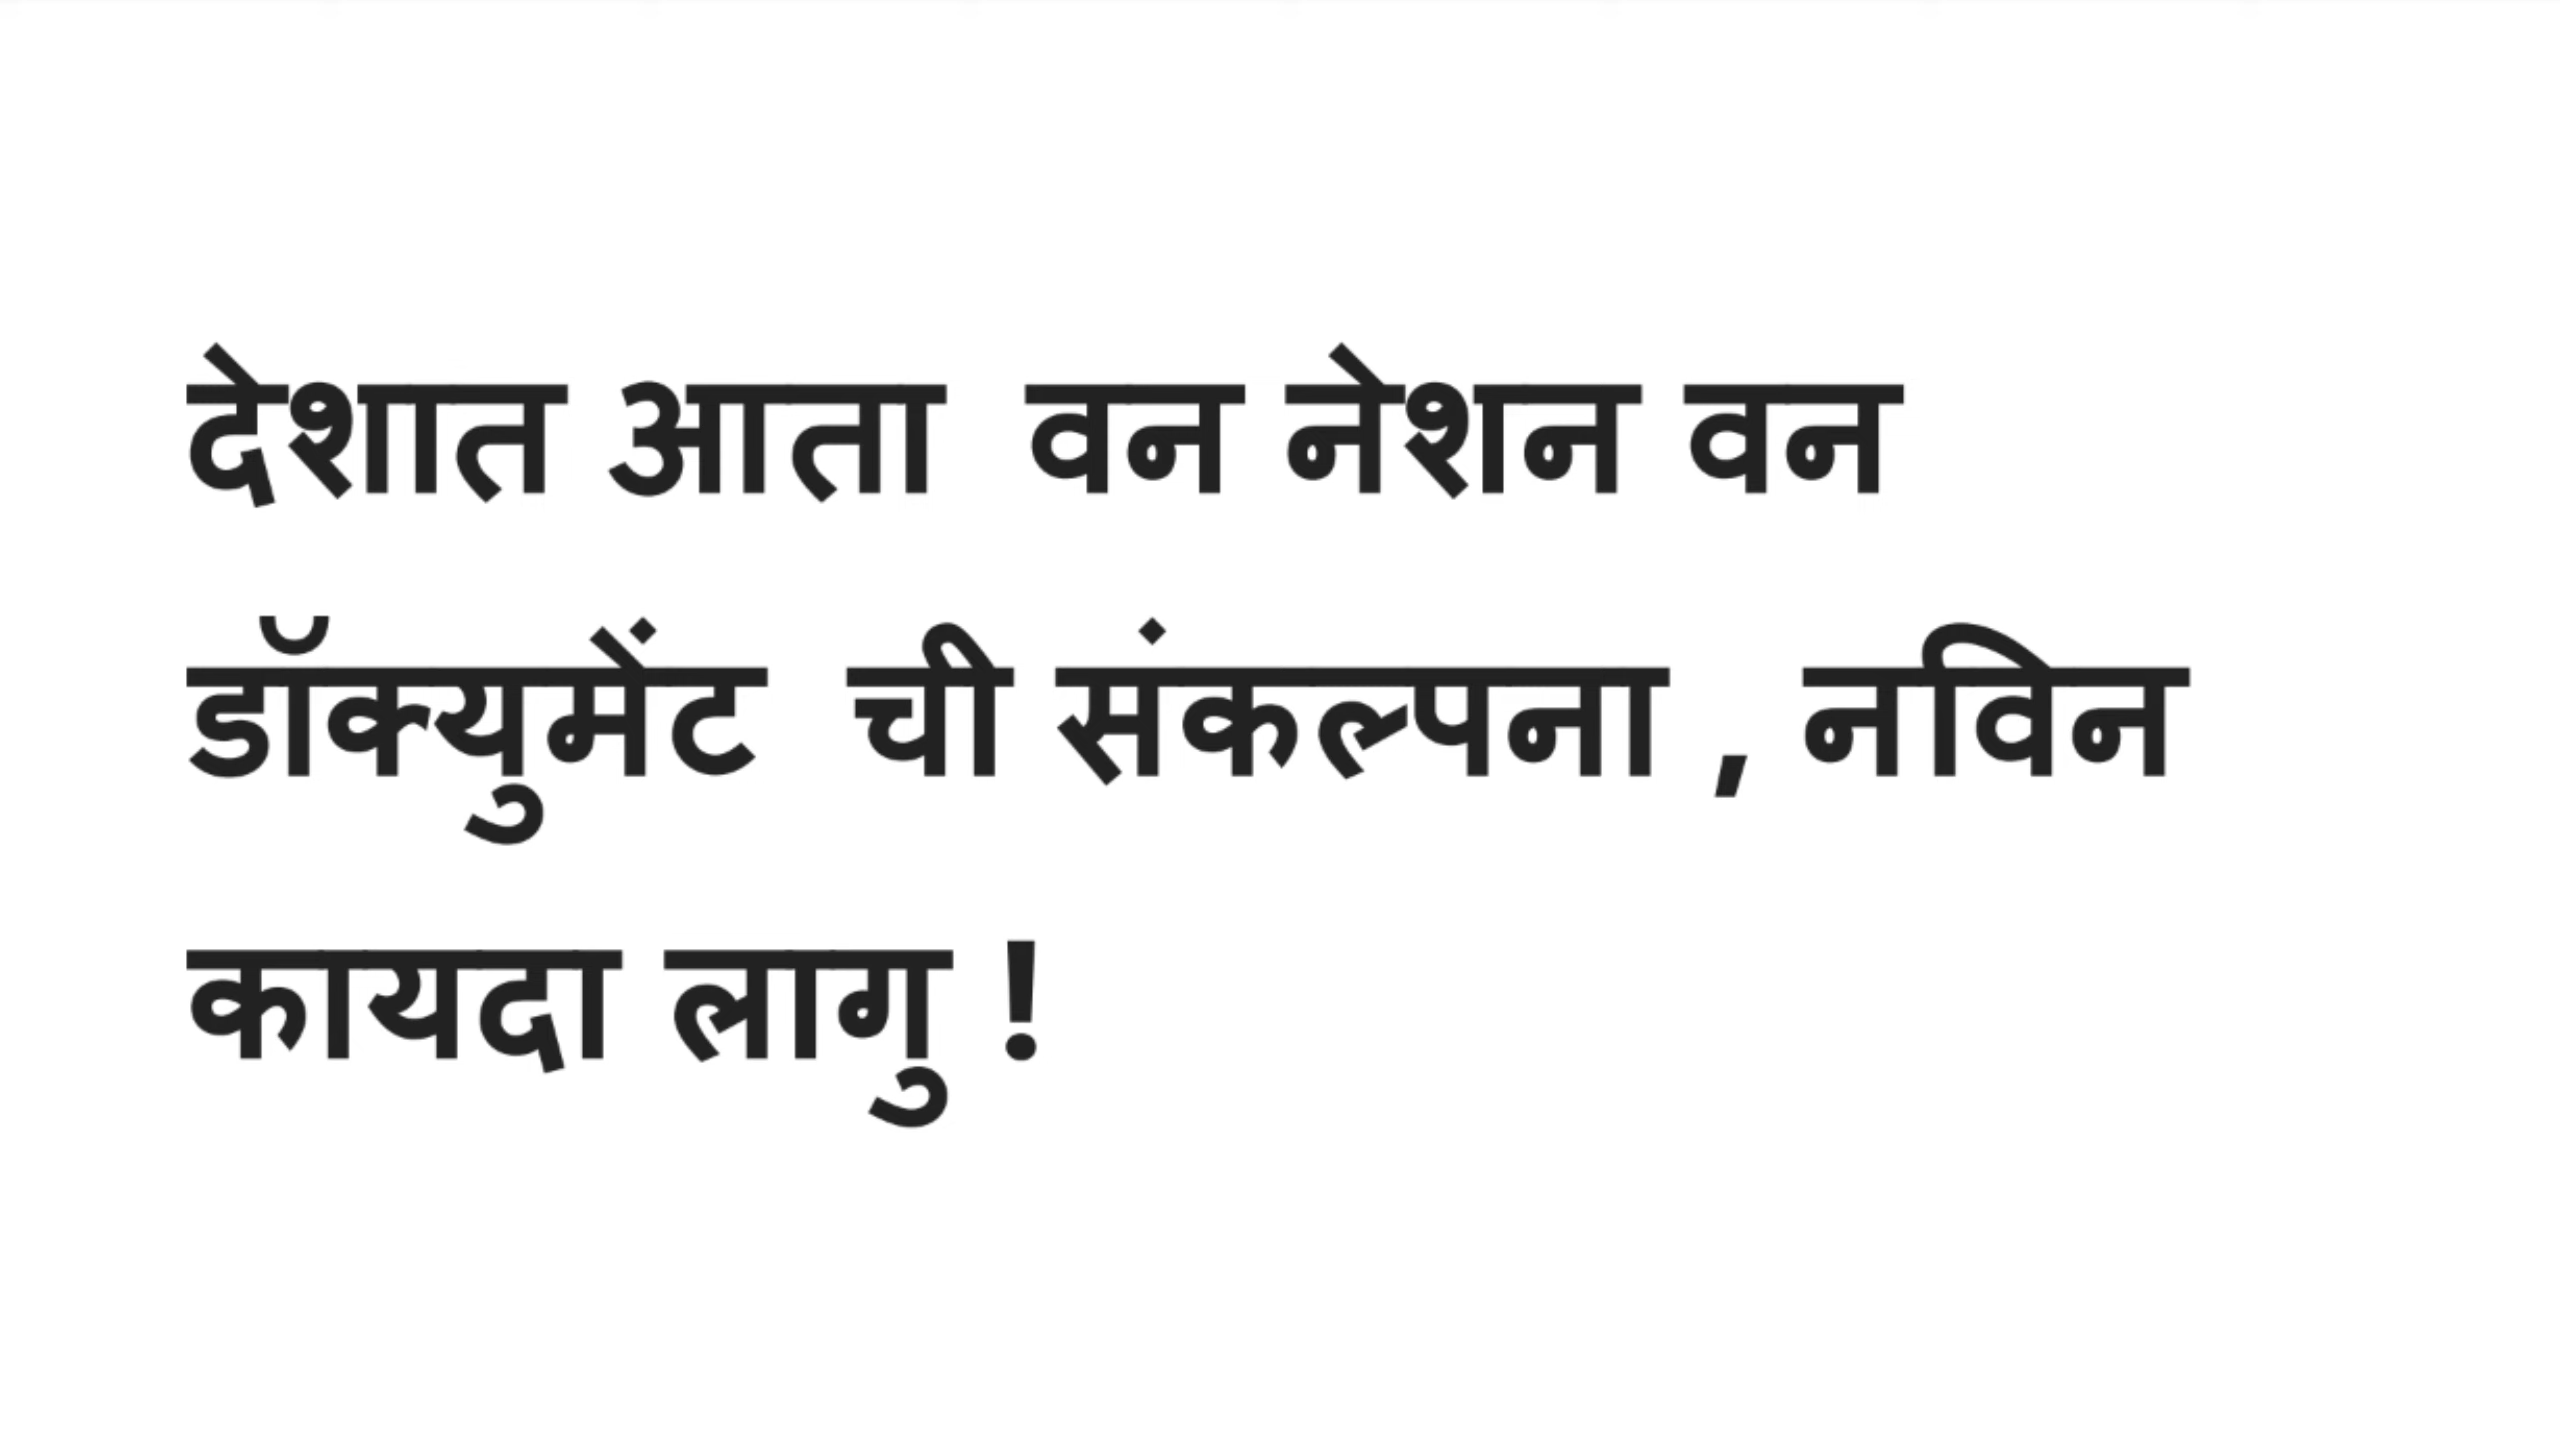 देशात आता  वन नेशन वन
डॉक्युमेंट  ची संकल्पना , नविन
कायदा लागु !